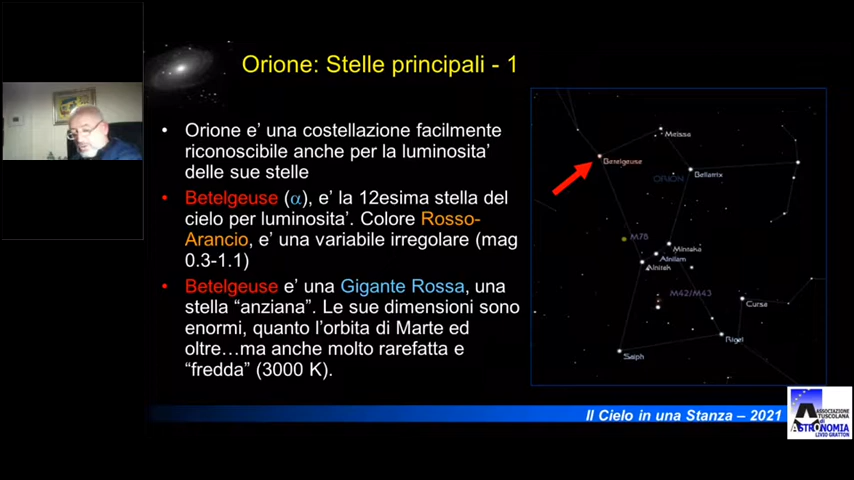 Orione: Stelle principali - 1
• Orione e' una costellazione facilmente
riconoscibile anche per la luminosita'
delle sue stelle
• Betelgeuse (α), e' la 12esima stella del
cielo per luminosita'. Colore Rosso-
Arancio, e' una variabile irregolare (mag
0.3-1.1)
• Betelgeuse e' una Gigante Rossa, una
stella “anziana”. Le sue dimensioni sono
enormi, quanto l'orbita di Marte ed
oltre…ma anche molto rarefatta e
“fredda” (3000 K).
Meissa
Betelgeuse
Bellatrix
ORION
M78
Mintaka
Alnilam
Alnitak
M42/M43
Cursa
Rigel
Saiph
Il Cielo in una Stanza – 2021
ASSOCIAZIONE
TUSCOLANA
di
ASTRONOMIA
LIVIO GRATTON